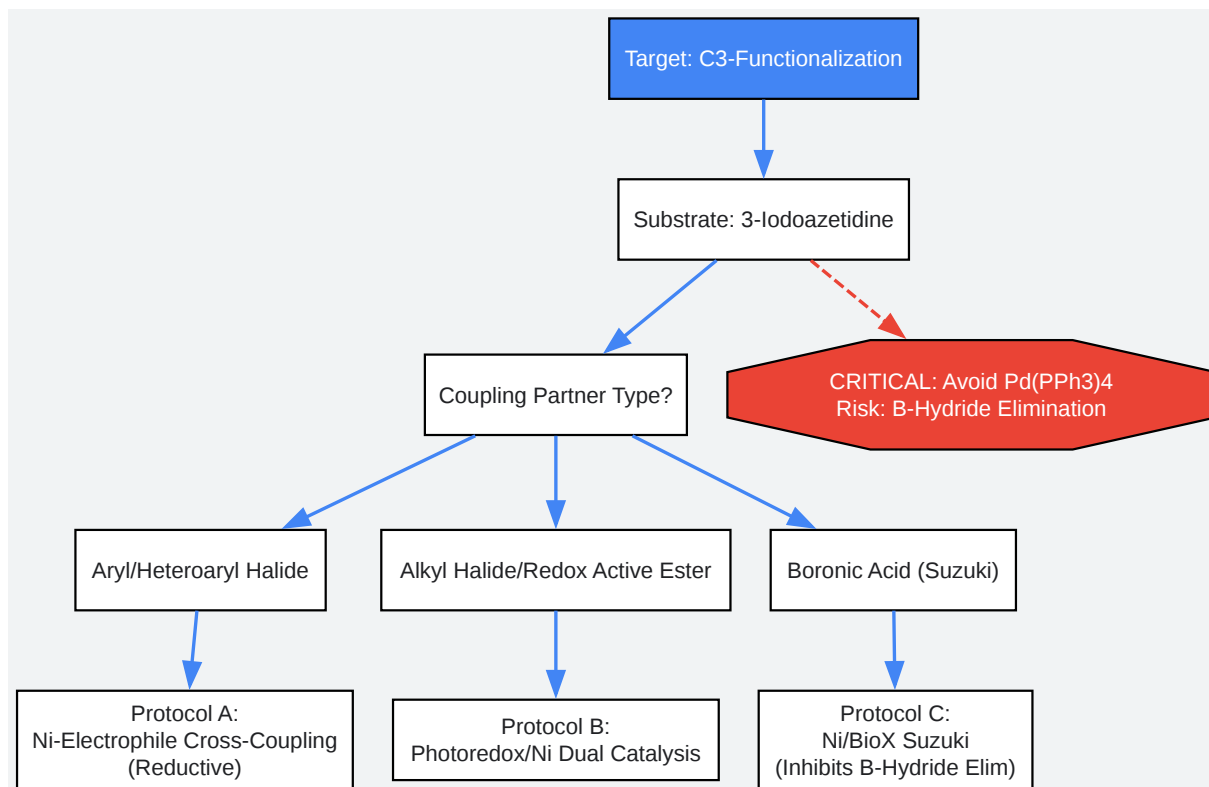 Target: C3-Functionalization
Substrate: 3-Iodoazetidine
Coupling Partner Type?
CRITICAL: Avoid Pd(PPh3)4
Risk: B-Hydride Elimination
Aryl/Heteroaryl Halide
Alkyl Halide/Redox Active Ester
Boronic Acid (Suzuki)
Protocol A:
Ni-Electrophile Cross-Coupling
(Reductive)
Protocol B:
Photoredox/Ni Dual Catalysis
Protocol C:
Ni/BioX Suzuki
(Inhibits B-Hydride Elim)